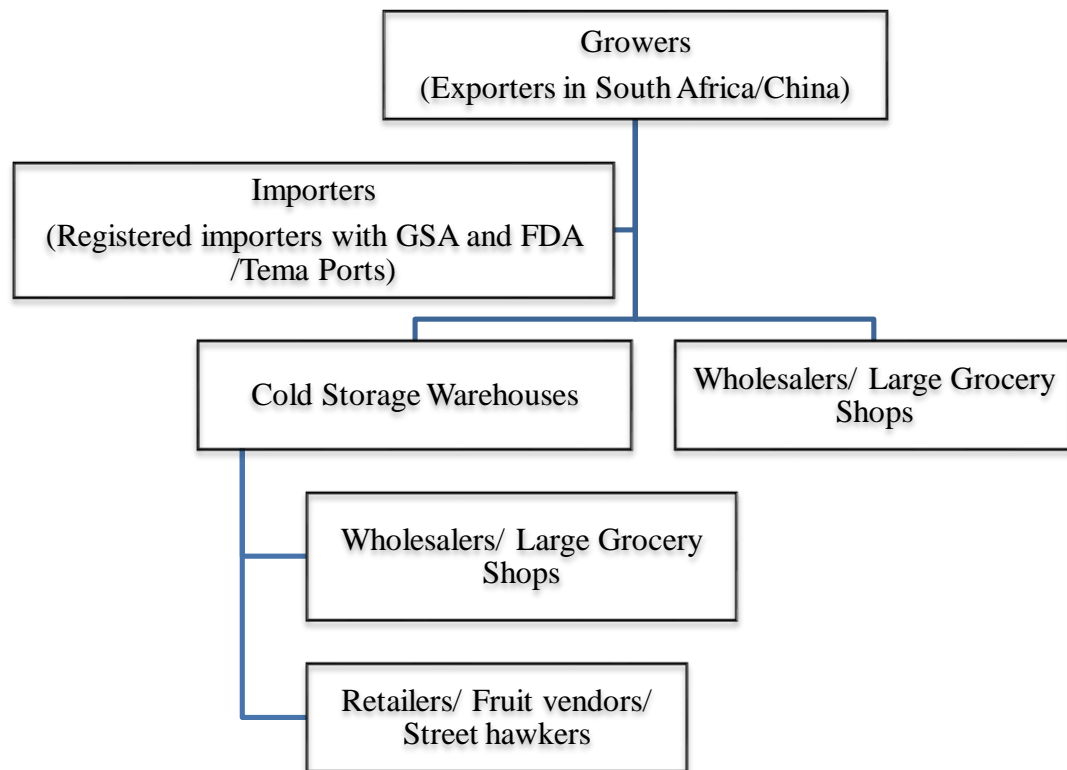 Growers
(Exporters in South Africa/China)
Importers
(Registered importers with GSA and FDA
/Tema Ports)
Cold Storage Warehouses
Wholesalers/ Large Grocery
Shops
Wholesalers/ Large Grocery
Shops
Retailers/ Fruit vendors/
Street hawkers